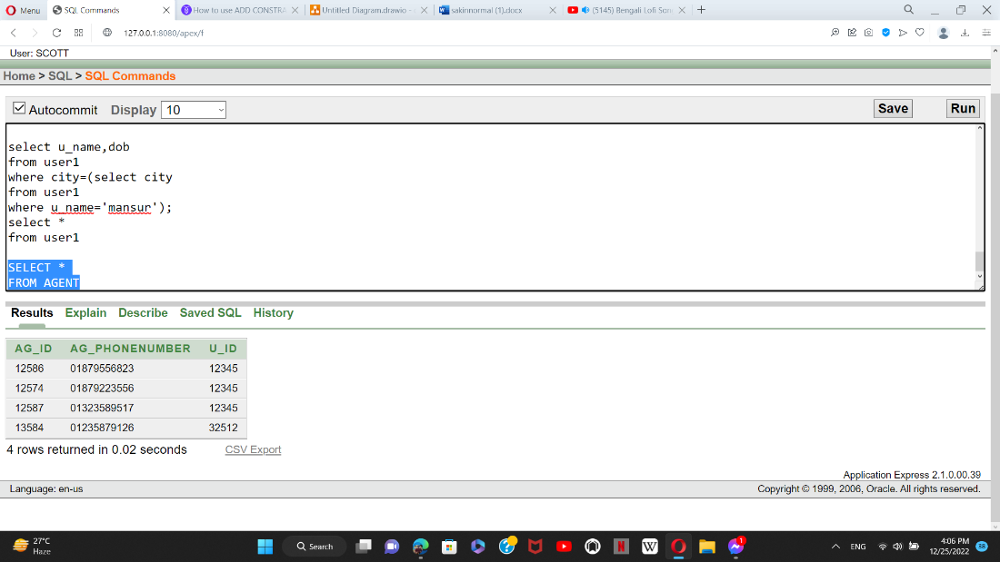 Menu
SQL Commands
How to use ADD CONSTRA
Untitled Diagram.drawio -
sakinnormal (1).docx
(5145) Bengali Lofi Son
127.0.0.1:8080/apex/f
User: SCOTT
Home > SQL > SQL Commands
Autocommit Display 10 Save Run
select u_name,dob
from user1
where city=(select city
from user1
where u_name='mansur');
select *
from user1
SELECT *
FROM AGENT
Results Explain Describe Saved SQL History
AG_ID AG_PHONENUMBER U_ID
12586 01879556823 12345
12574 01879223556 12345
12587 01323589517 12345
13584 01235879126 32512
4 rows returned in 0.02 seconds CSV Export
Application Express 2.1.0.00.39
Language: en-us Copyright © 1999, 2006, Oracle. All rights reserved.
27°C
Haze
Search
ENG
4:06 PM
12/25/2022
38
1